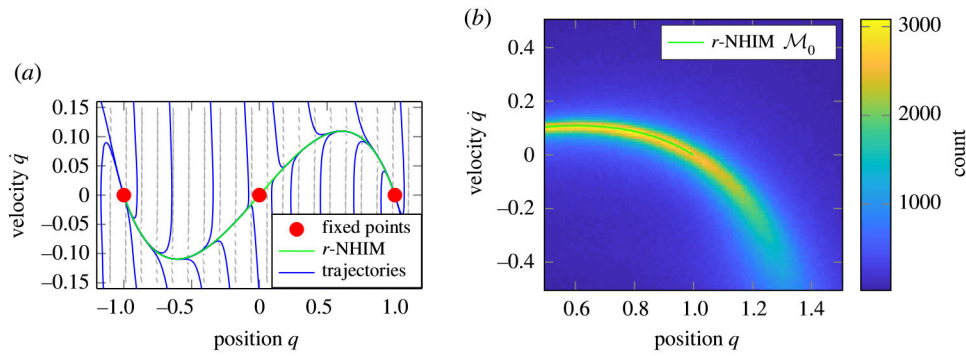 (a)
velocity q̇
0.15
0.10
0.05
0
–0.05
–0.10
–0.15
–1.0
–0.5
0
0.5
1.0
position q
fixed points
r-NHIM
trajectories
(b)
velocity q̇
0.4
0.2
0
–0.2
–0.4
0.6
0.8
1.0
1.2
1.4
position q
r-NHIM ℳ₀
3000
2000
1000
count